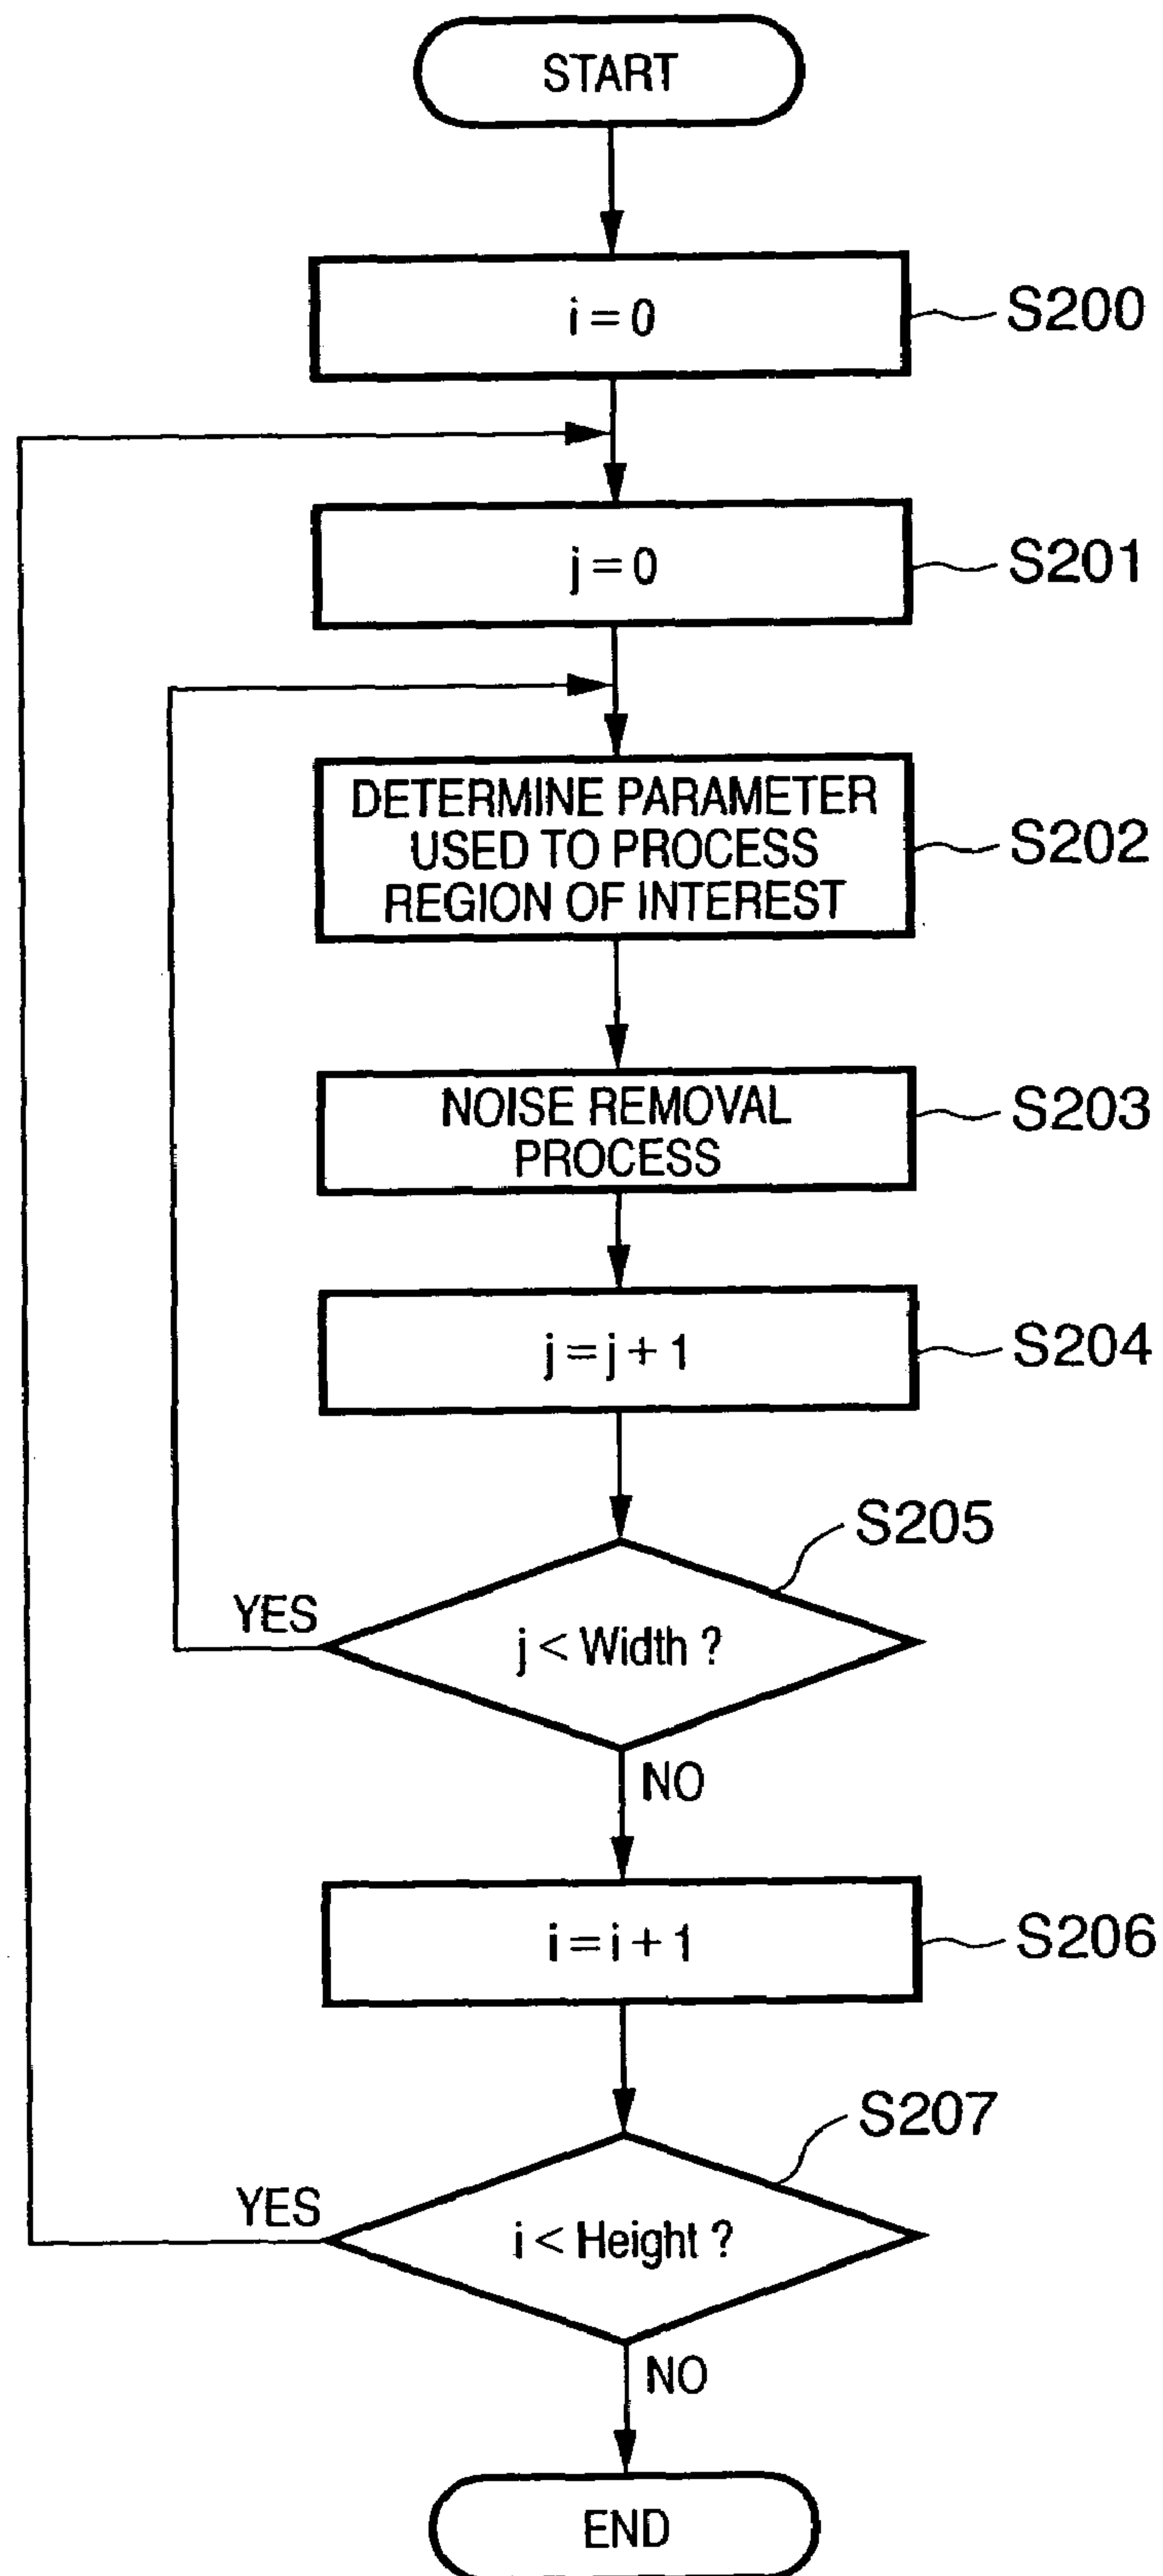 START
i = 0
S200
j = 0
S201
DETERMINE PARAMETER
USED TO PROCESS
REGION OF INTEREST
S202
NOISE REMOVAL
PROCESS
S203
j = j + 1
S204
S205
YES
j < Width ?
NO
i = i + 1
S206
S207
YES
i < Height ?
NO
END